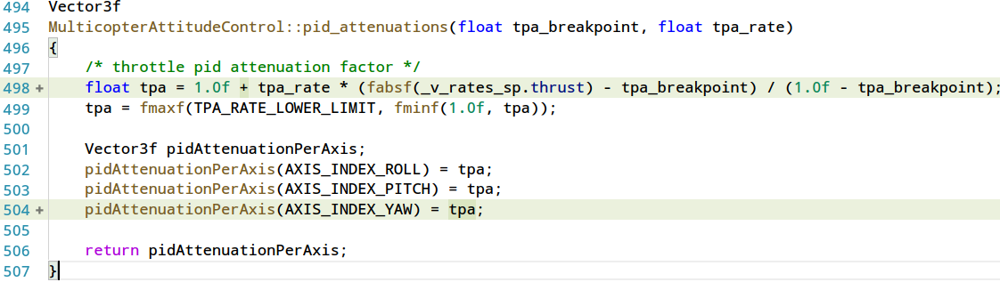 494 Vector3f
495 MulticopterAttitudeControl::pid_attenuations(float tpa_breakpoint, float tpa_rate)
496 {
497 /* throttle pid attenuation factor */
498 + float tpa = 1.0f + tpa_rate * (fabsf(_v_rates_sp.thrust) - tpa_breakpoint) / (1.0f - tpa_breakpoint);
499 tpa = fmaxf(TPA_RATE_LOWER_LIMIT, fminf(1.0f, tpa));
500
501 Vector3f pidAttenuationPerAxis;
502 pidAttenuationPerAxis(AXIS_INDEX_ROLL) = tpa;
503 pidAttenuationPerAxis(AXIS_INDEX_PITCH) = tpa;
504 + pidAttenuationPerAxis(AXIS_INDEX_YAW) = tpa;
505
506 return pidAttenuationPerAxis;
507 }